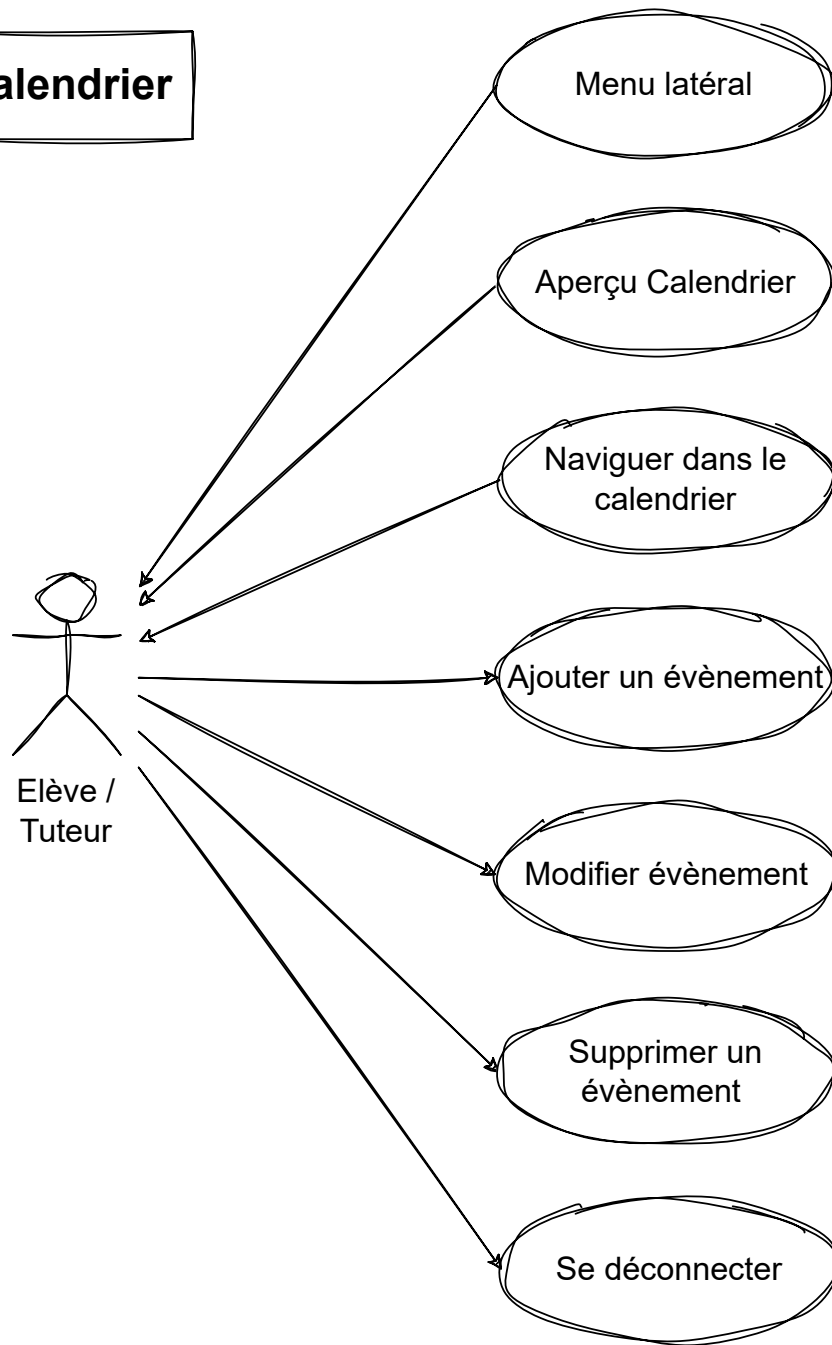 alendrier
Menu latéral
Aperçu Calendrier
Naviguer dans le
calendrier
Ajouter un évènement
Modifier évènement
Supprimer un
évènement
Se déconnecter
Elève /
Tuteur